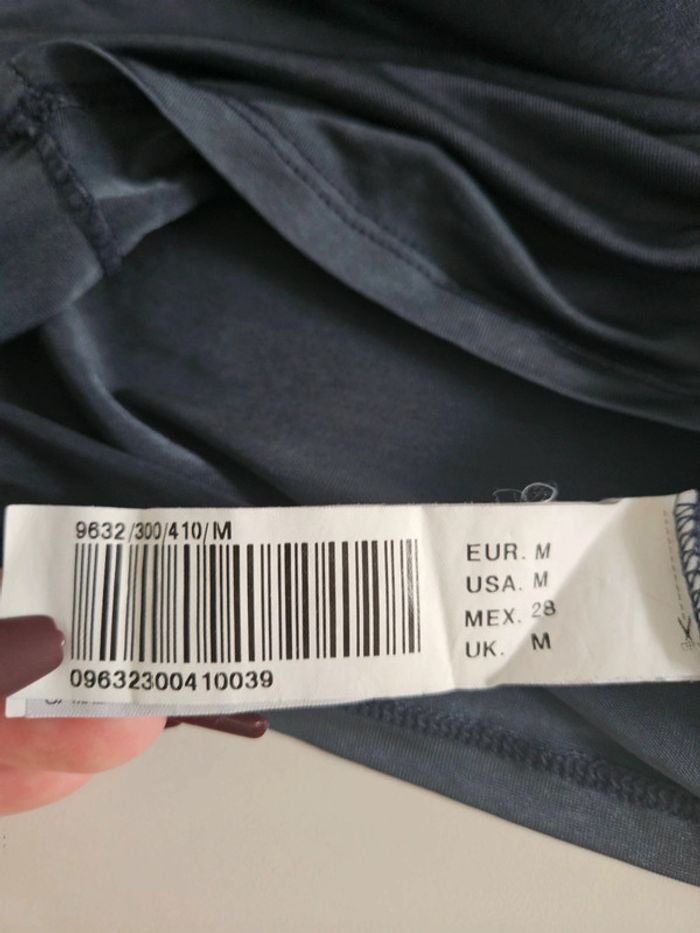 9632/300/410/M
EUR. M
USA. M
MEX. 28
UK. M
09632300410039